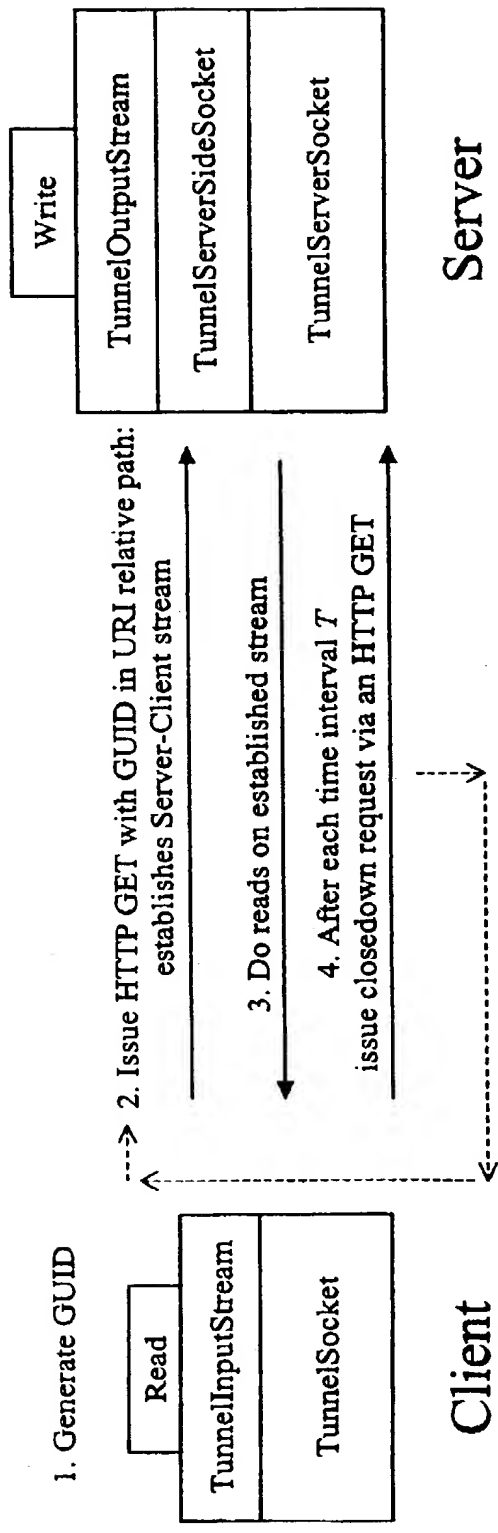 1. Generate GUID
Read
TunnelInputStream
TunnelSocket
Client
2. Issue HTTP GET with GUID in URI relative path:
establishes Server-Client stream
3. Do reads on established stream
4. After each time interval T
issue closedown request via an HTTP GET
Write
TunnelOutputStream
TunnelServerSideSocket
TunnelServerSocket
Server